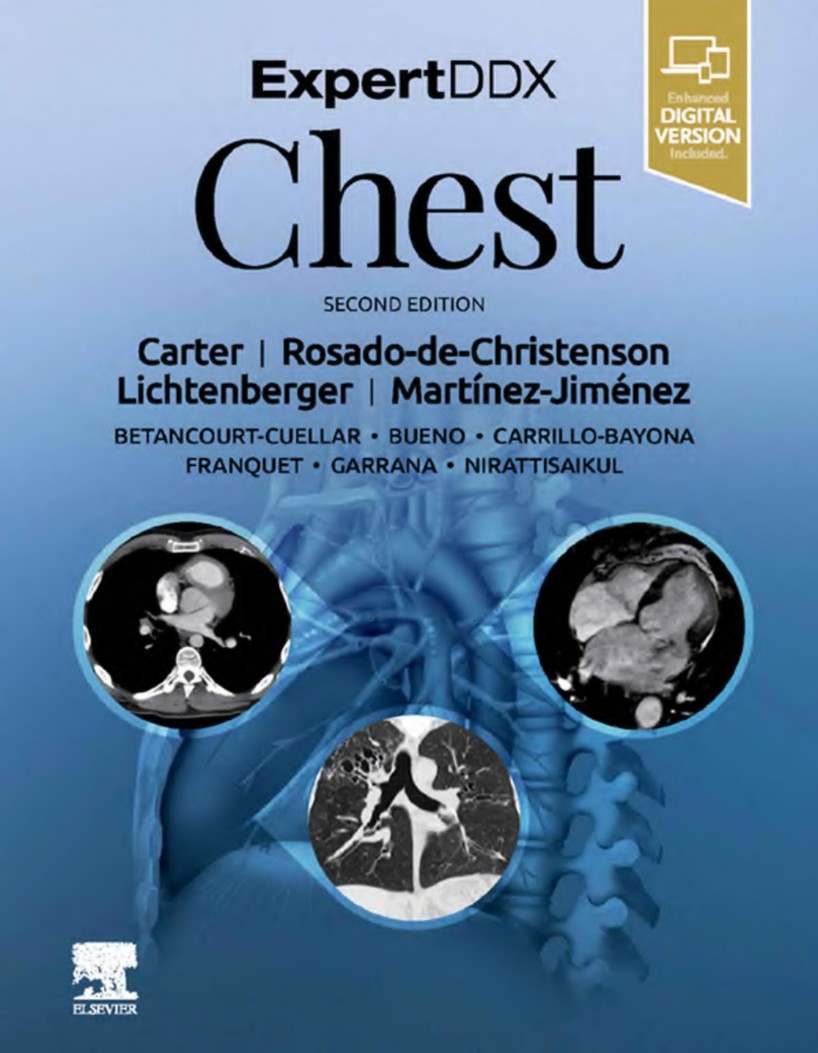 ExpertDDX
Enhanced
DIGITAL
VERSION
Included.
Chest
SECOND EDITION
Carter | Rosado-de-Christenson
Lichtenberger | Martínez-Jiménez
BETANCOURT-CUELLAR • BUENO • CARRILLO-BAYONA
FRANQUET • GARRANA • NIRATTISAIKUL
ELSEVIER